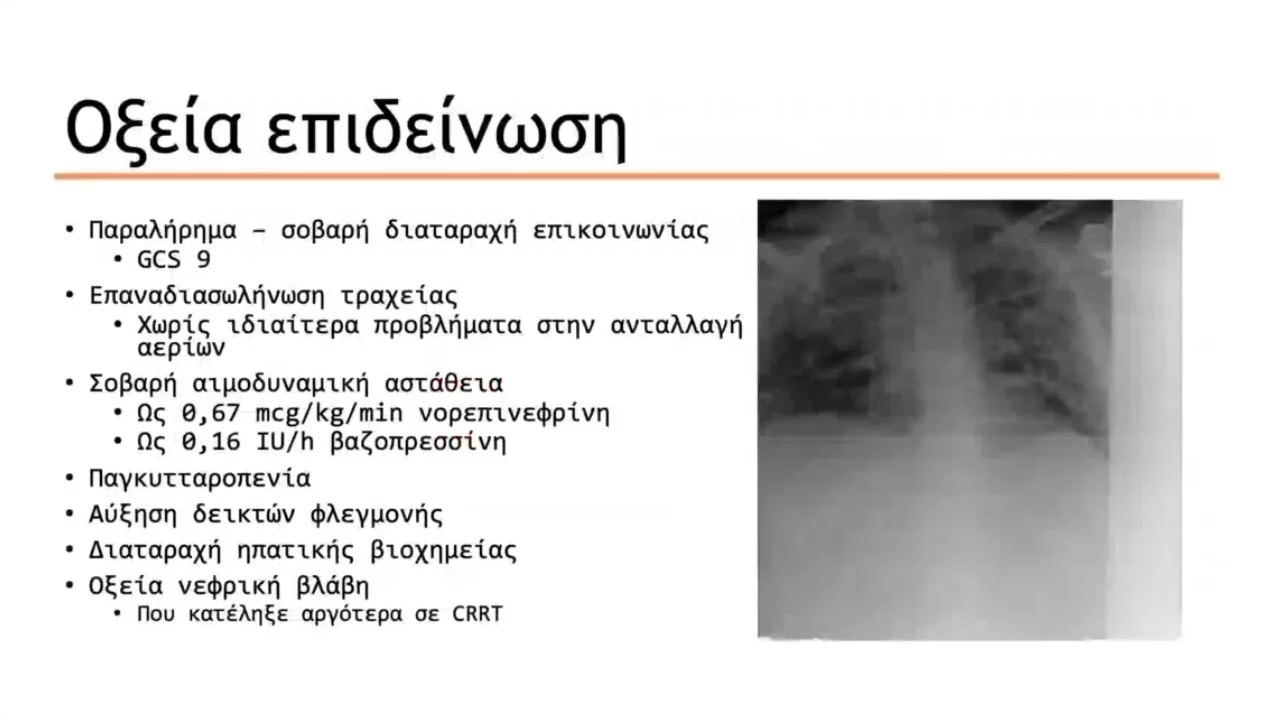 Οξεία επιδείνωση
• Παραλήρημα – σοβαρή διαταραχή επικοινωνίας
• GCS 9
• Επαναδιασωλήνωση τραχείας
• Χωρίς ιδιαίτερα προβλήματα στην ανταλλαγή
αερίων
• Σοβαρή αιμοδυναμική αστάθεια
• Ως 0,67 mcg/kg/min νορεπινεφρίνη
• Ως 0,16 IU/h βαζοπρεσσίνη
• Παγκυτταροπενία
• Αύξηση δεικτών φλεγμονής
• Διαταραχή ηπατικής βιοχημείας
• Οξεία νεφρική βλάβη
• Που κατέληξε αργότερα σε CRRT